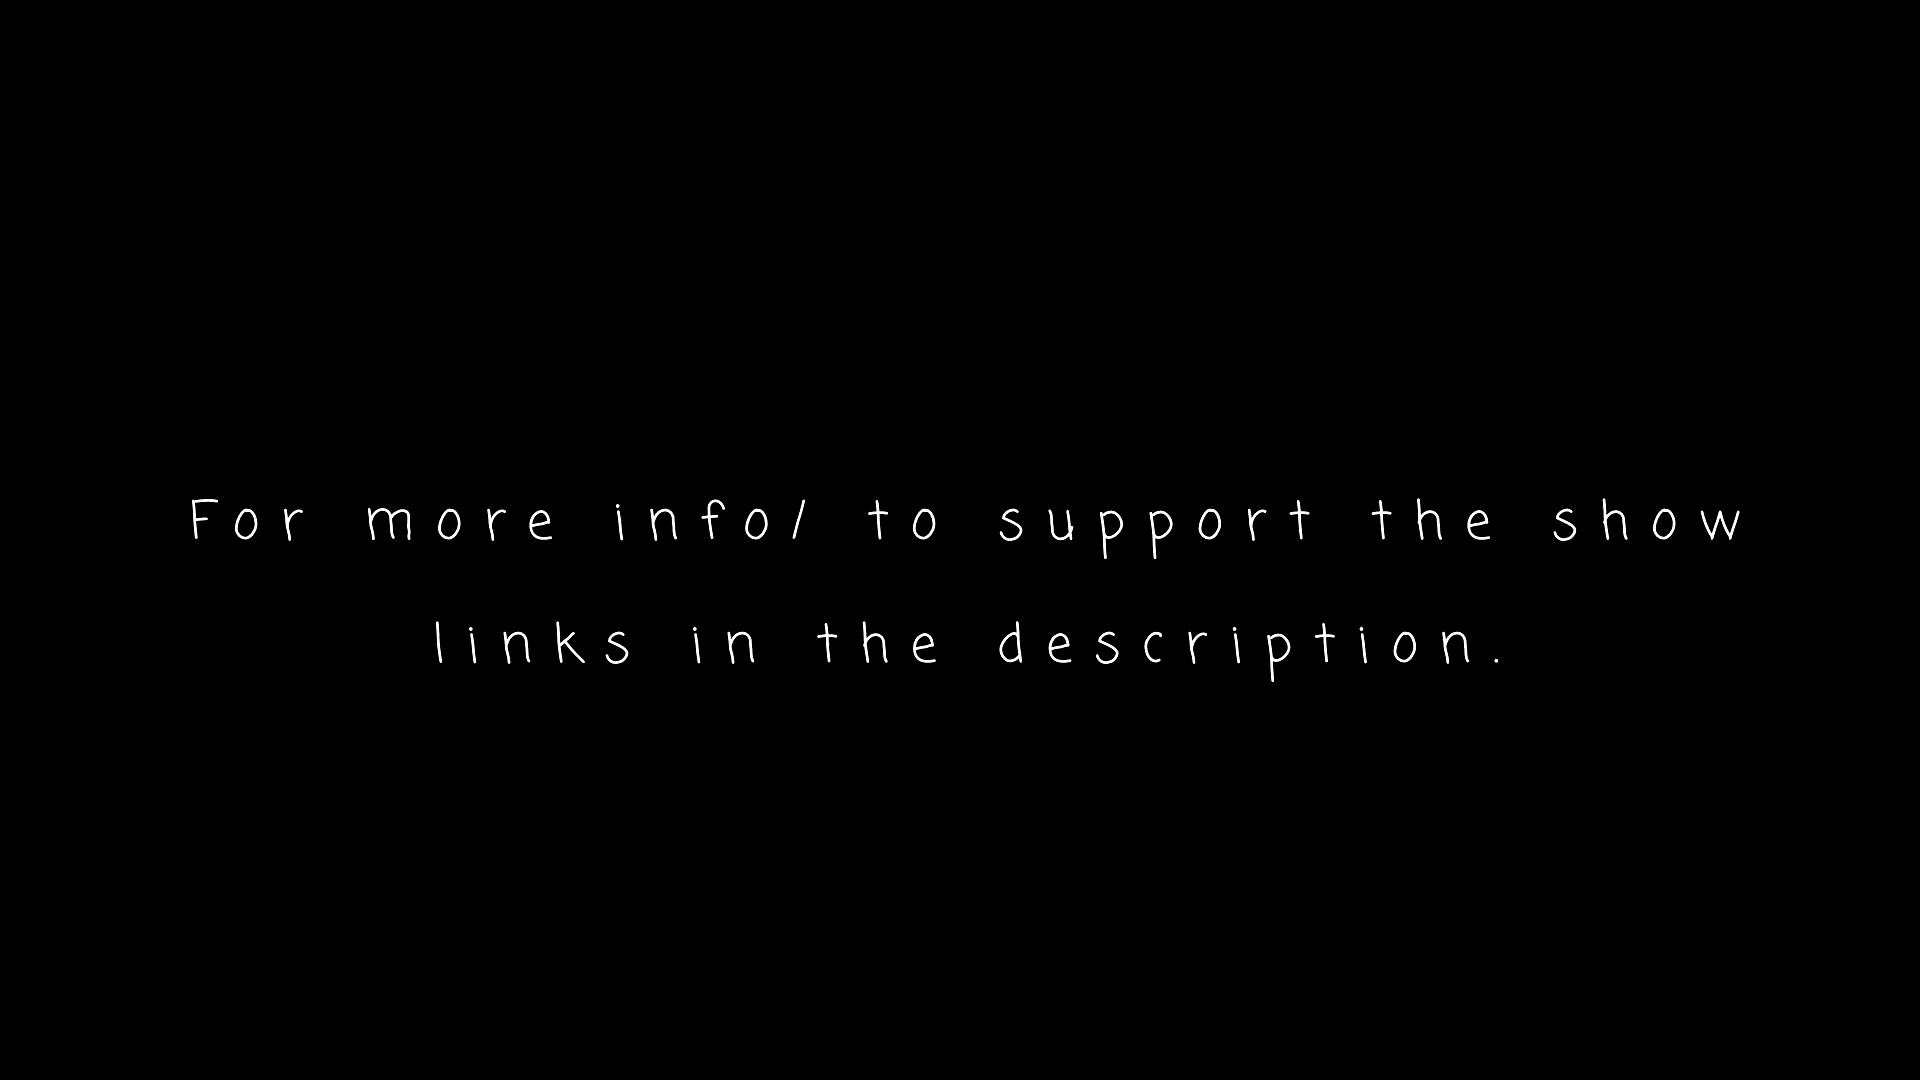 For more info/ to support the show
links in the description.